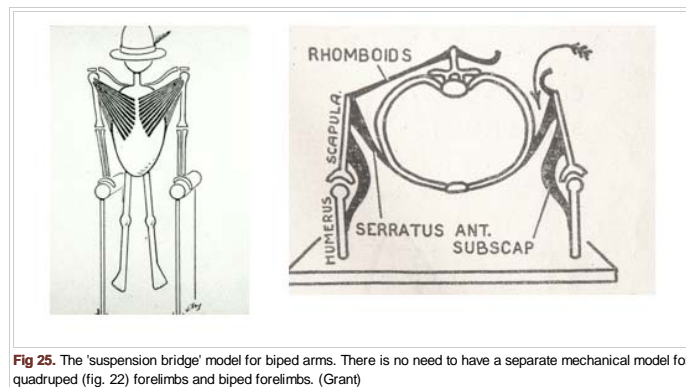 RHOMBOIDS
SCAPULA.
HUMERUS
SERRATUS ANT.
SUBSCAP
Fig 25. The 'suspension bridge' model for biped arms. There is no need to have a separate mechanical model fo
quadruped (fig. 22) forelimbs and biped forelimbs. (Grant)